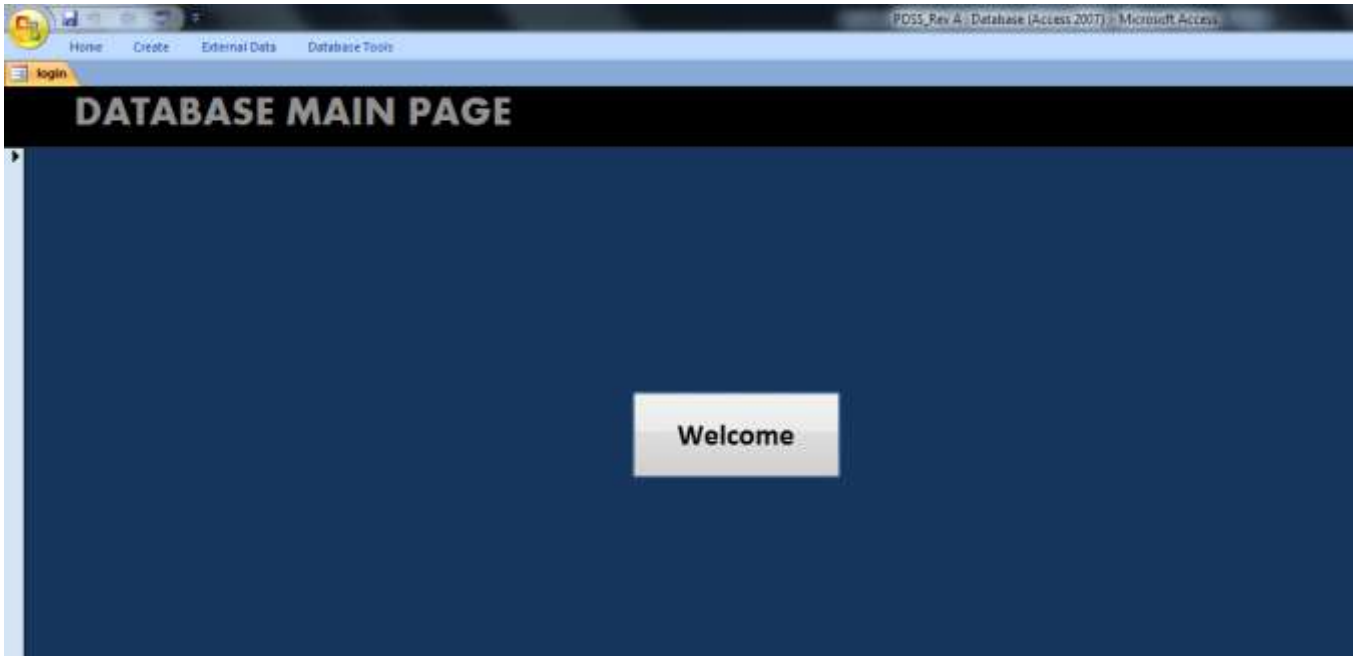 POSS_Rev A : Database (Access 2007) - Microsoft Access
Home Create External Data Database Tools
login
DATABASE MAIN PAGE
Welcome